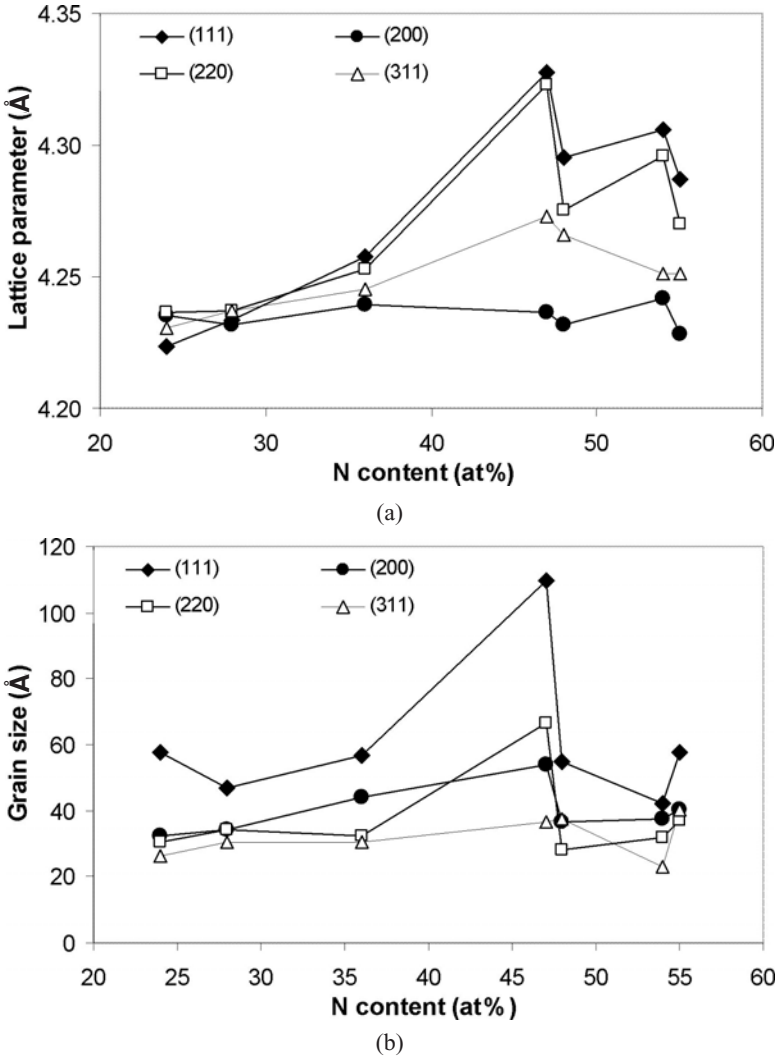 4.35
(111) (200)
(220) (311)
4.30
4.25
4.20
Lattice parameter (Å)
20 30 40 50 60
N content (at%)
(a)
120
(111) (200)
(220) (311)
100
80
60
40
20
0
Grain size (Å)
20 25 30 35 40 45 50 55 60
N content (at%)
(b)